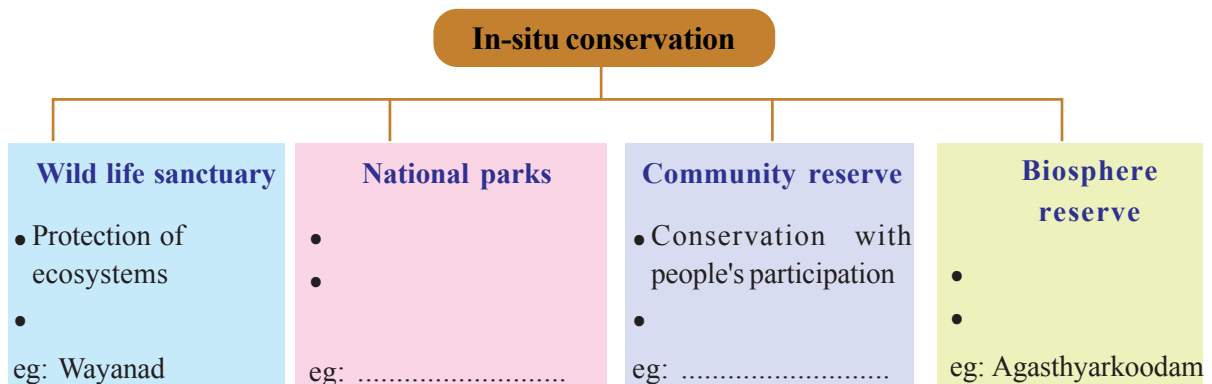 In-situ conservation
Wild life sanctuary
● Protection of
ecosystems
●
eg: Wayanad
National parks
●
●
eg: ..........................
Community reserve
● Conservation with
people's participation
●
eg: ..........................
Biosphere
reserve
●
●
eg: Agasthyarkoodam